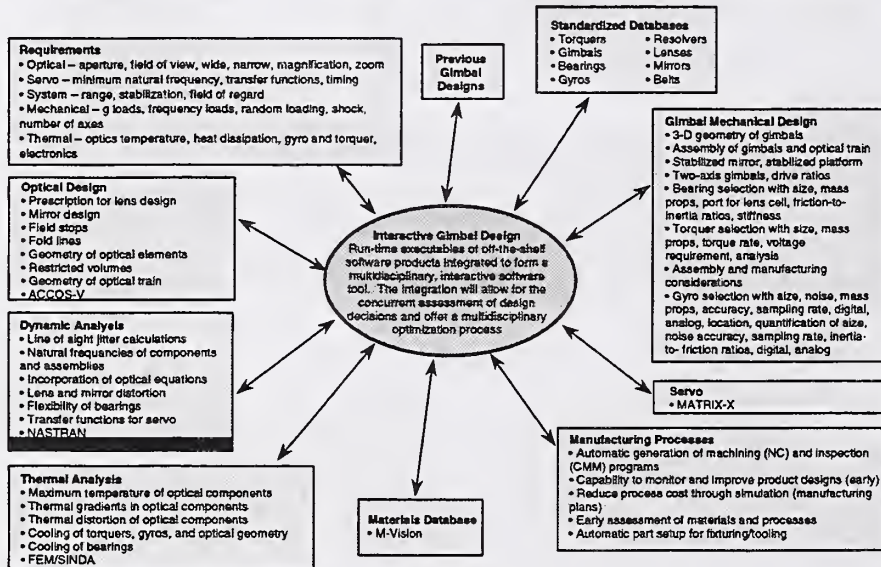 Requirements
• Optical – aperture, field of view, wide, narrow, magnification, zoom
• Servo – minimum natural frequency, transfer functions, timing
• System – range, stabilization, field of regard
• Mechanical – g loads, frequency loads, random loading, shock,
number of axes
• Thermal – optics temperature, heat dissipation, gyro and torquer,
electronics
Previous
Gimbal
Designs
Standardized Databases
• Torquers • Resolvers
• Gimbals • Lenses
• Bearings • Mirrors
• Gyros • Belts
Optical Design
• Prescription for lens design
• Mirror design
• Field stops
• Fold lines
• Geometry of optical elements
• Restricted volumes
• Geometry of optical train
• ACCOS-V
Interactive Gimbal Design
Run-time executables of off-the-shelf
software products integrated to form a
multidisciplinary, interactive software
tool. The integration will allow for the
concurrent assessment of design
decisions and offer a multidisciplinary
optimization process
Gimbal Mechanical Design
• 3-D geometry of gimbals
• Assembly of gimbals and optical train
• Stabilized mirror, stabilized platform
• Two-axis gimbals, drive ratios
• Bearing selection with size, mass
props, port for lens cell, friction-to-
inertia ratios, stiffness
• Torquer selection with size, mass
props, torque rate, voltage
requirement, analysis
• Assembly and manufacturing
considerations
• Gyro selection with size, noise, mass
props, accuracy, sampling rate, digital,
analog, location, quantification of size,
noise accuracy, sampling rate, inertia-
to- friction ratios, digital, analog
Dynamic Analysis
• Line of sight jitter calculations
• Natural frequencies of components
and assemblies
• Incorporation of optical equations
• Lens and mirror distortion
• Flexibility of bearings
• Transfer functions for servo
• NASTRAN
Servo
• MATRIX-X
Thermal Analysis
• Maximum temperature of optical components
• Thermal gradients in optical components
• Thermal distortion of optical components
• Cooling of torquers, gyros, and optical geometry
• Cooling of bearings
• FEM/SINDA
Materials Database
• M-Vision
Manufacturing Processes
• Automatic generation of machining (NC) and inspection
(CMM) programs
• Capability to monitor and improve product designs (early)
• Reduce process cost through simulation (manufacturing
plans)
• Early assessment of materials and processes
• Automatic part setup for fixturing/tooling